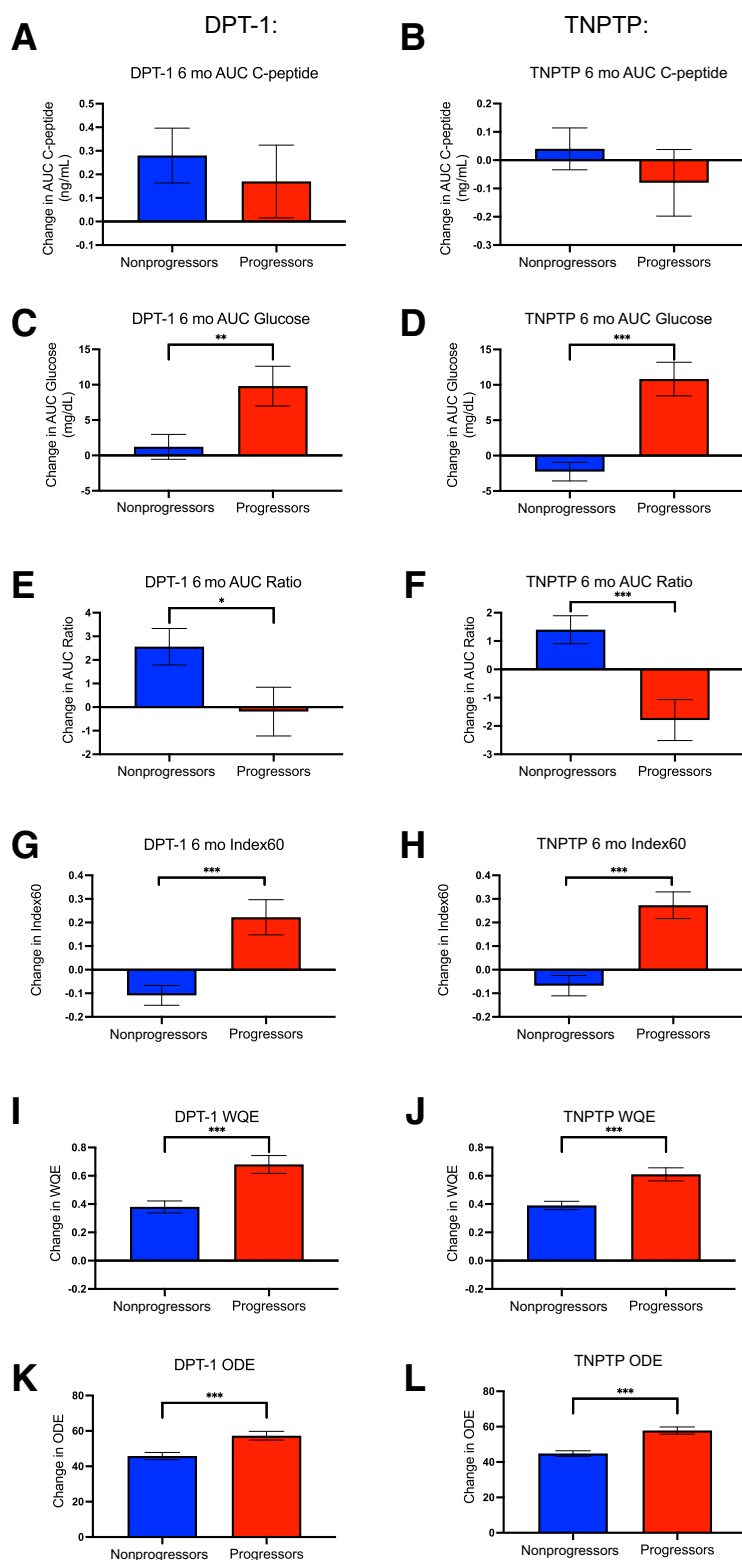 DPT-1:
TNPTP:
A
DPT-1 6 mo AUC C-peptide
Change in AUC C-peptide
(ng/mL)
0.5
0.4
0.3
0.2
0.1
0.0
-0.1
Nonprogressors
Progressors
B
TNPTP 6 mo AUC C-peptide
Change in AUC C-peptide
(ng/mL)
0.2
0.1
0.0
-0.1
-0.2
-0.3
Nonprogressors
Progressors
C
DPT-1 6 mo AUC Glucose
Change in AUC Glucose
(mg/dL)
**
15
10
5
0
-5
Nonprogressors
Progressors
D
TNPTP 6 mo AUC Glucose
Change in AUC Glucose
(mg/dL)
***
15
10
5
0
-5
Nonprogressors
Progressors
E
DPT-1 6 mo AUC Ratio
Change in AUC Ratio
*
4
3
2
1
0
-1
-2
Nonprogressors
Progressors
F
TNPTP 6 mo AUC Ratio
Change in AUC Ratio
***
2
1
0
-1
-2
-3
Nonprogressors
Progressors
G
DPT-1 6 mo Index60
Change in Index60
***
0.4
0.3
0.2
0.1
0.0
-0.1
-0.2
Nonprogressors
Progressors
H
TNPTP 6 mo Index60
Change in Index60
***
0.4
0.3
0.2
0.1
0.0
-0.1
-0.2
Nonprogressors
Progressors
I
DPT-1 WQE
Change in WQE
***
0.8
0.6
0.4
0.2
0.0
-0.2
Nonprogressors
Progressors
J
TNPTP WQE
Change in WQE
***
0.8
0.6
0.4
0.2
0.0
-0.2
Nonprogressors
Progressors
K
DPT-1 ODE
Change in ODE
***
80
60
40
20
0
Nonprogressors
Progressors
L
TNPTP ODE
Change in ODE
***
80
60
40
20
0
Nonprogressors
Progressors